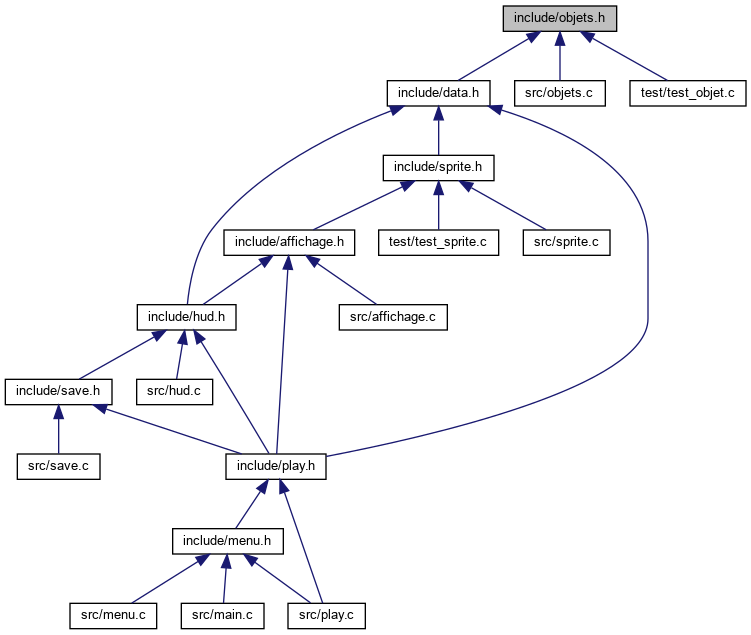 include/objets.h
include/data.h
src/objets.c
test/test_objet.c
include/sprite.h
include/affichage.h
test/test_sprite.c
src/sprite.c
include/hud.h
src/affichage.c
include/save.h
src/hud.c
src/save.c
include/play.h
include/menu.h
src/menu.c
src/main.c
src/play.c